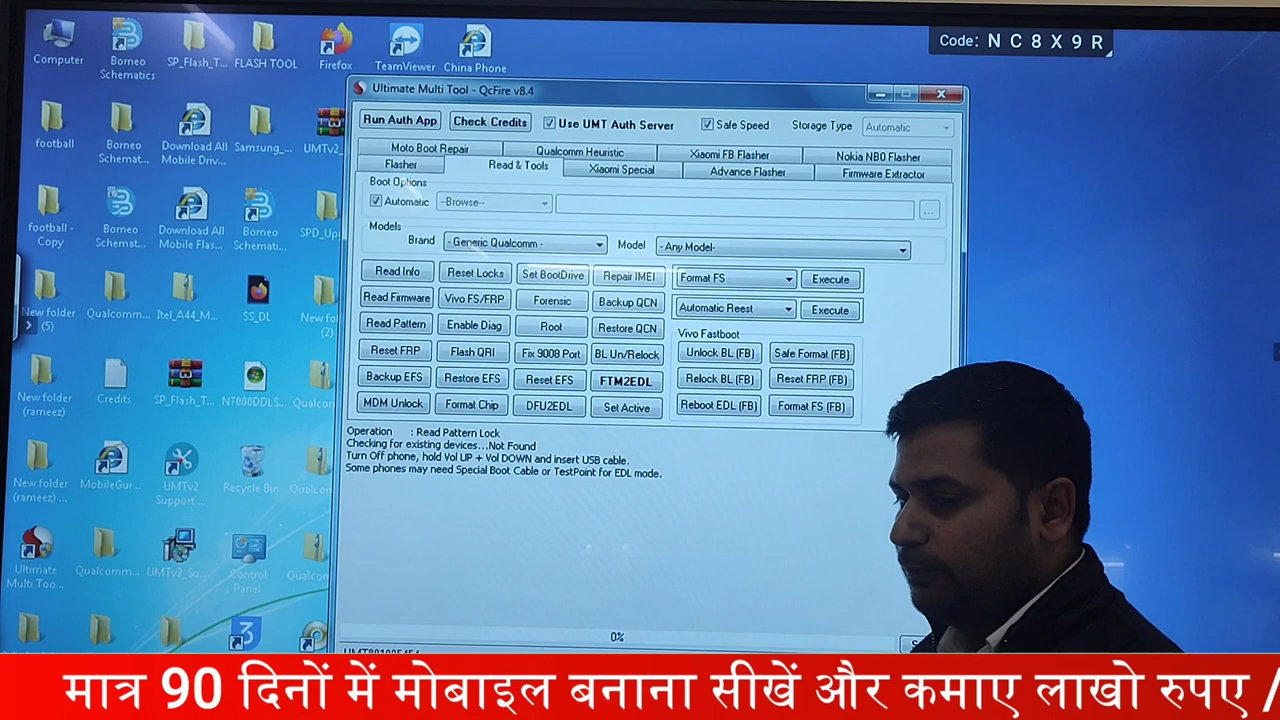 Code: N C 8 X 9 R
Computer
Borneo
Schematics
SP_Flash_T...
FLASH TOOL
Firefox
TeamViewer
China Phone
football
Borneo
Schemat...
Download All
Mobile Driv...
Samsung_...
UMTv2_
football -
Copy
Borneo
Schemat...
Download All
Mobile Flas...
Borneo
Schemati...
SPD_Up
New folder
(5)
Qualcomm...
Itel_A44_M...
SS_DL
New fo
(2)
New folder
(rameez)
Credits
SP_Flash_T...
N7000DDLS...
Qualcon
New folder
(rameez) ...
MobileGur...
UMTv2
Support ...
Recycle Bin
Qualcon
Ultimate
Multi Too...
Qualcomm...
UMTv2_Su...
Control
Panel
Qualco
Ultimate Multi Tool - QcFire v8.4
Run Auth App
Check Credits
Use UMT Auth Server
Safe Speed
Storage Type
Automatic
Moto Boot Repair
Qualcomm Heuristic
Xiaomi FB Flasher
Nokia NB0 Flasher
Flasher
Read & Tools
Xiaomi Special
Advance Flasher
Firmware Extractor
Boot Options
Automatic
--Browse--
...
Models
Brand
- Generic Qualcomm -
Model
- Any Model-
Read Info
Reset Locks
Set BootDrive
Repair IMEI
Format FS
Execute
Read Firmware
Vivo FS/FRP
Forensic
Backup QCN
Automatic Reest
Execute
Read Pattern
Enable Diag
Root
Restore QCN
Vivo Fastboot
Reset FRP
Flash QRI
Fix 9008 Port
BL Un/Relock
Unlock BL (FB)
Safe Format (FB)
Backup EFS
Restore EFS
Reset EFS
FTM2EDL
Relock BL (FB)
Reset FRP (FB)
MDM Unlock
Format Chip
DFU2EDL
Set Active
Reboot EDL (FB)
Format FS (FB)
Operation : Read Pattern Lock
Checking for existing devices...Not Found
Turn Off phone, hold Vol UP + Vol DOWN and insert USB cable.
Some phones may need Special Boot Cable or TestPoint for EDL mode.
0%
मात्र 90 दिनों में मोबाइल बनाना सीखें और कमाए लाखो रुपए /